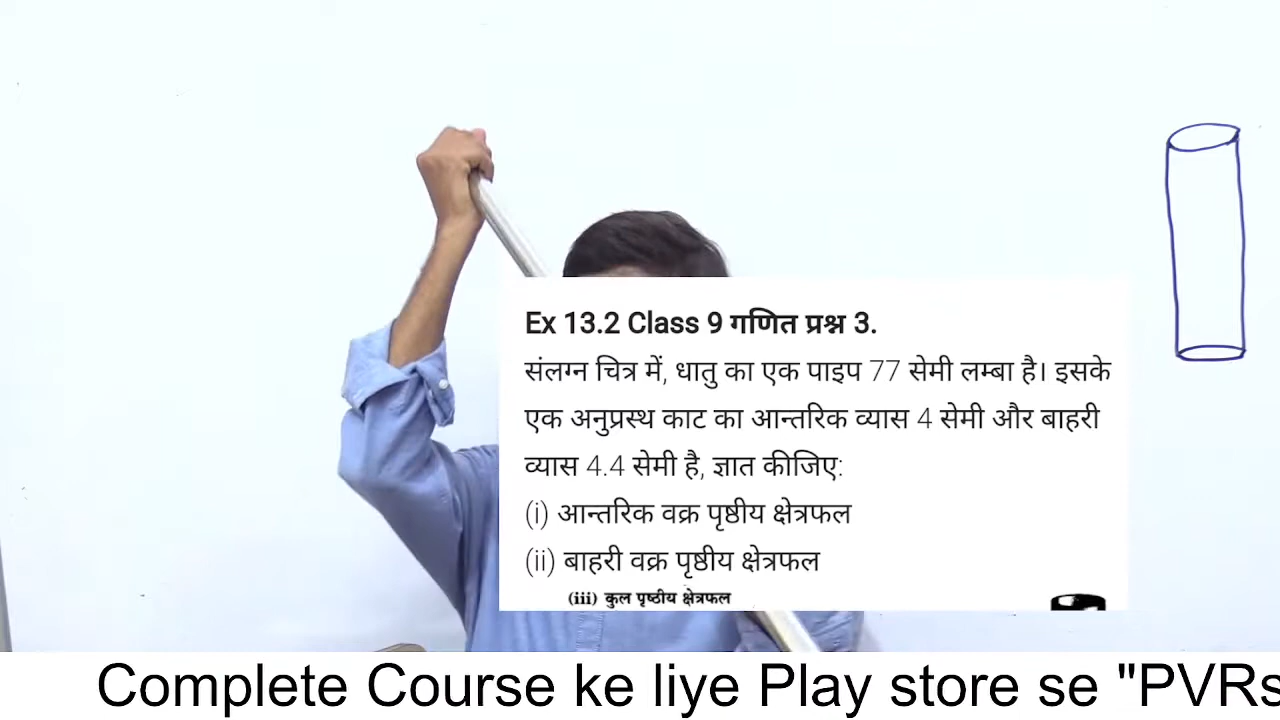 Ex 13.2 Class 9 गणित प्रश्न 3.
संलग्न चित्र में, धातु का एक पाइप 77 सेमी लम्बा है। इसके
एक अनुप्रस्थ काट का आन्तरिक व्यास 4 सेमी और बाहरी
व्यास 4.4 सेमी है, ज्ञात कीजिए:
(i) आन्तरिक वक्र पृष्ठीय क्षेत्रफल
(ii) बाहरी वक्र पृष्ठीय क्षेत्रफल
(iii) कुल पृष्ठीय क्षेत्रफल
Complete Course ke liye Play store se "PVRs